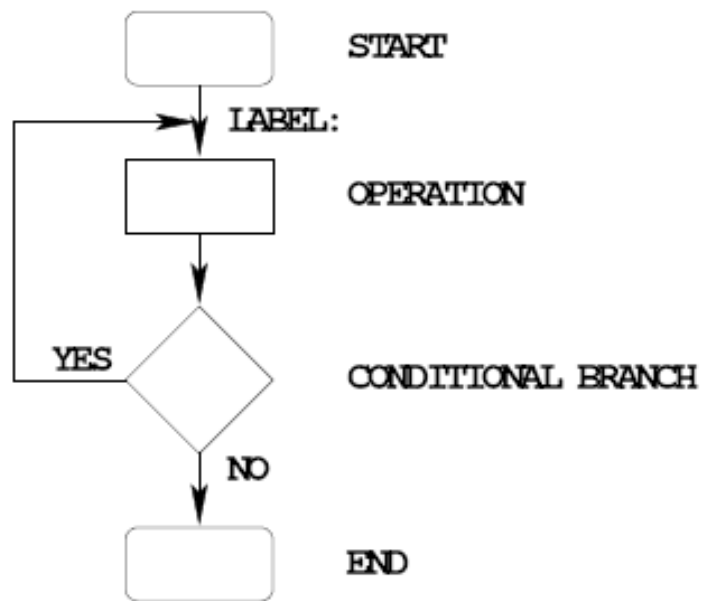 START
LABEL:
OPERATION
YES
CONDITIONAL BRANCH
NO
END